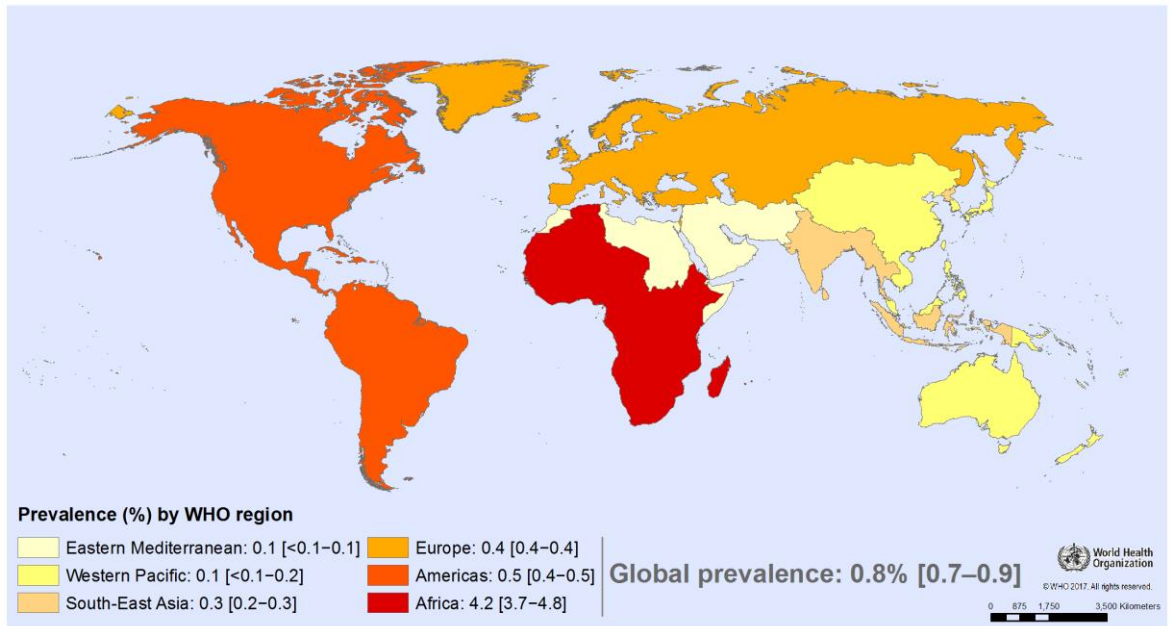 Prevalence (%) by WHO region
Eastern Mediterranean: 0.1 [<0.1–0.1]
Western Pacific: 0.1 [<0.1–0.2]
South-East Asia: 0.3 [0.2–0.3]
Europe: 0.4 [0.4–0.4]
Americas: 0.5 [0.4–0.5]
Africa: 4.2 [3.7–4.8]
Global prevalence: 0.8% [0.7–0.9]
World Health
Organization
© WHO 2017. All rights reserved.
0 875 1,750 3,500 Kilometers